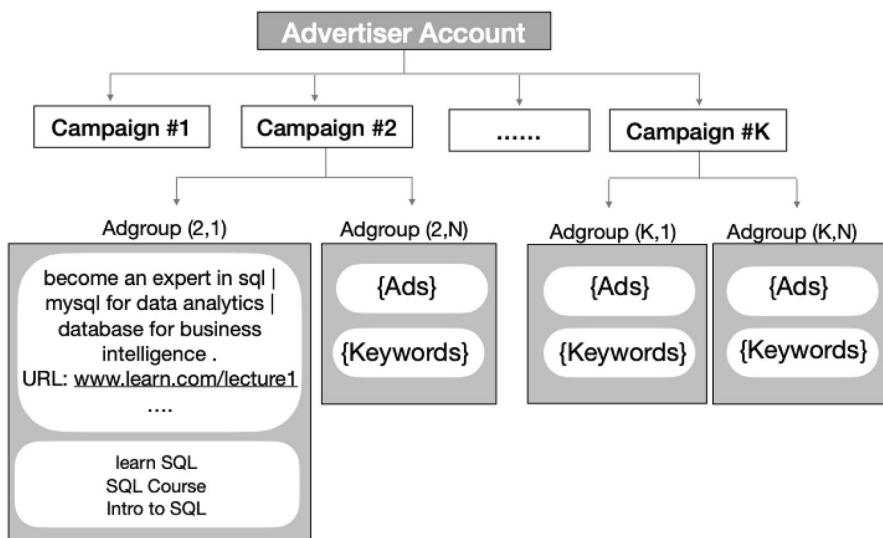 Advertiser Account
Campaign #1
Campaign #2
......
Campaign #K
Adgroup (2,1)
Adgroup (2,N)
Adgroup (K,1)
Adgroup (K,N)
become an expert in sql |
mysql for data analytics |
database for business
intelligence .
URL: www.learn.com/lecture1
....
learn SQL
SQL Course
Intro to SQL
{Ads}
{Keywords}
{Ads}
{Keywords}
{Ads}
{Keywords}